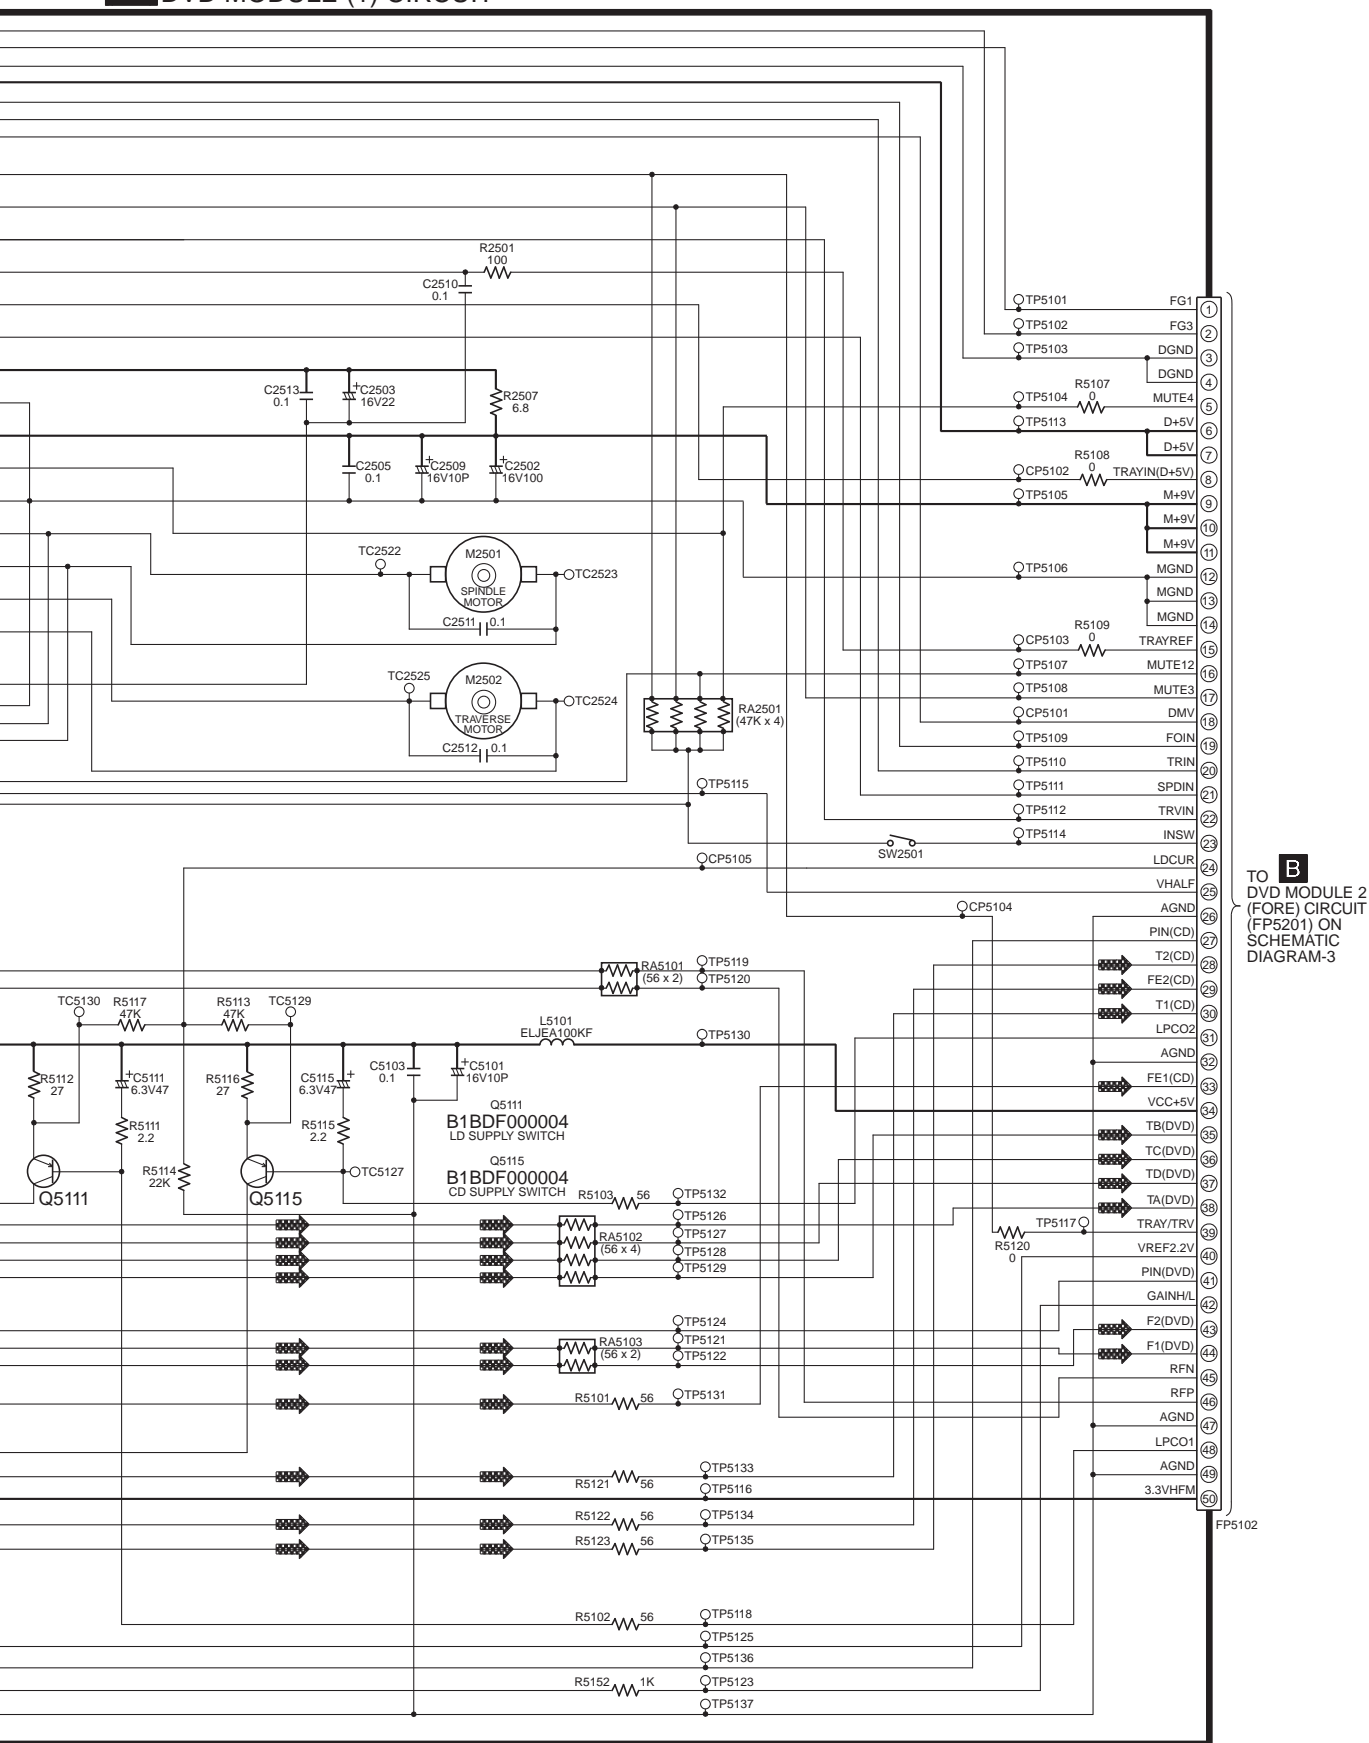 DVD MODULE (1) CIRCUIT
R2501
100
C2510
0.1
C2513
0.1
+
C2503
16V22
R2507
6.8
C2505
0.1
+
C2509
16V10P
+
C2502
16V100
TC2522
M2501
SPINDLE
MOTOR
TC2523
C2511
0.1
TC2525
M2502
TRAVERSE
MOTOR
TC2524
C2512
0.1
RA2501
(47K x 4)
TP5115
SW2501
CP5105
CP5104
TP5101
FG1
1
TP5102
FG3
2
TP5103
DGND
3
DGND
4
TP5104
R5107
0
MUTE4
5
TP5113
D+5V
6
D+5V
7
CP5102
R5108
0
TRAYIN(D+5V)
8
TP5105
M+9V
9
M+9V
10
M+9V
11
TP5106
MGND
12
MGND
13
MGND
14
CP5103
R5109
0
TRAYREF
15
TP5107
MUTE12
16
TP5108
MUTE3
17
CP5101
DMV
18
TP5109
FOIN
19
TP5110
TRIN
20
TP5111
SPDIN
21
TP5112
TRVIN
22
TP5114
INSW
23
LDCUR
24
VHALF
25
AGND
26
PIN(CD)
27
T2(CD)
28
FE2(CD)
29
T1(CD)
30
LPCO2
31
AGND
32
FE1(CD)
33
VCC+5V
34
TB(DVD)
35
TC(DVD)
36
TD(DVD)
37
TA(DVD)
38
TP5117
R5120
0
TRAY/TRV
39
VREF2.2V
40
PIN(DVD)
41
GAINH/L
42
F2(DVD)
43
F1(DVD)
44
RFN
45
RFP
46
AGND
47
LPCO1
48
AGND
49
3.3VHFM
50
FP5102
TO B
DVD MODULE 2
(FORE) CIRCUIT
(FP5201) ON
SCHEMATIC
DIAGRAM-3
RA5101
(56 x 2)
TP5119
TP5120
TC5130
R5117
47K
R5113
47K
TC5129
L5101
ELJEA100KF
TP5130
R5112
27
+
C5111
6.3V47
R5116
27
C5115
6.3V47
+
C5103
0.1
+
C5101
16V10P
R5111
2.2
R5115
2.2
Q5111
B1BDF000004
LD SUPPLY SWITCH
Q5115
B1BDF000004
CD SUPPLY SWITCH
R5114
22K
TC5127
Q5111
Q5115
R5103
56
TP5132
TP5126
RA5102
(56 x 4)
TP5127
TP5128
TP5129
TP5124
RA5103
(56 x 2)
TP5121
TP5122
R5101
56
TP5131
R5121
56
TP5133
TP5116
R5122
56
TP5134
R5123
56
TP5135
R5102
56
TP5118
TP5125
TP5136
R5152
1K
TP5123
TP5137